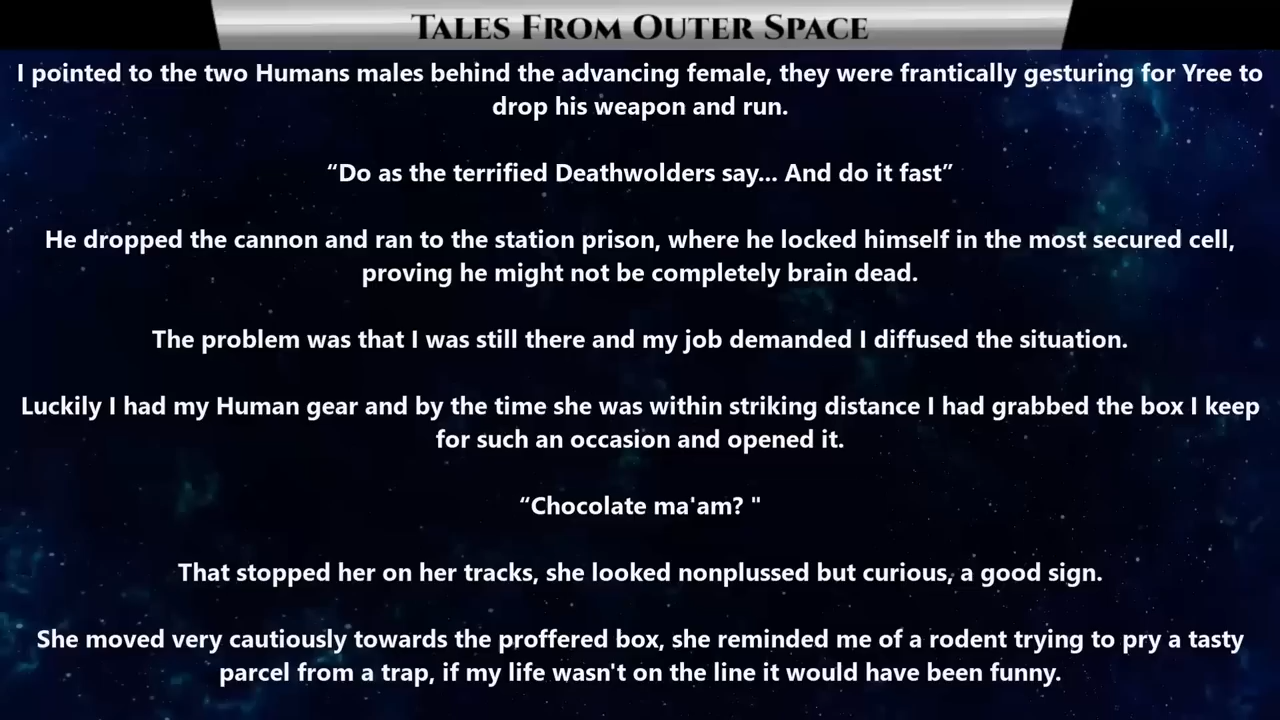 Tales From Outer Space
I pointed to the two Humans males behind the advancing female, they were frantically gesturing for Yree to
drop his weapon and run.
“Do as the terrified Deathwolders say... And do it fast”
He dropped the cannon and ran to the station prison, where he locked himself in the most secured cell,
proving he might not be completely brain dead.
The problem was that I was still there and my job demanded I diffused the situation.
Luckily I had my Human gear and by the time she was within striking distance I had grabbed the box I keep
for such an occasion and opened it.
“Chocolate ma'am? "
That stopped her on her tracks, she looked nonplussed but curious, a good sign.
She moved very cautiously towards the proffered box, she reminded me of a rodent trying to pry a tasty
parcel from a trap, if my life wasn't on the line it would have been funny.